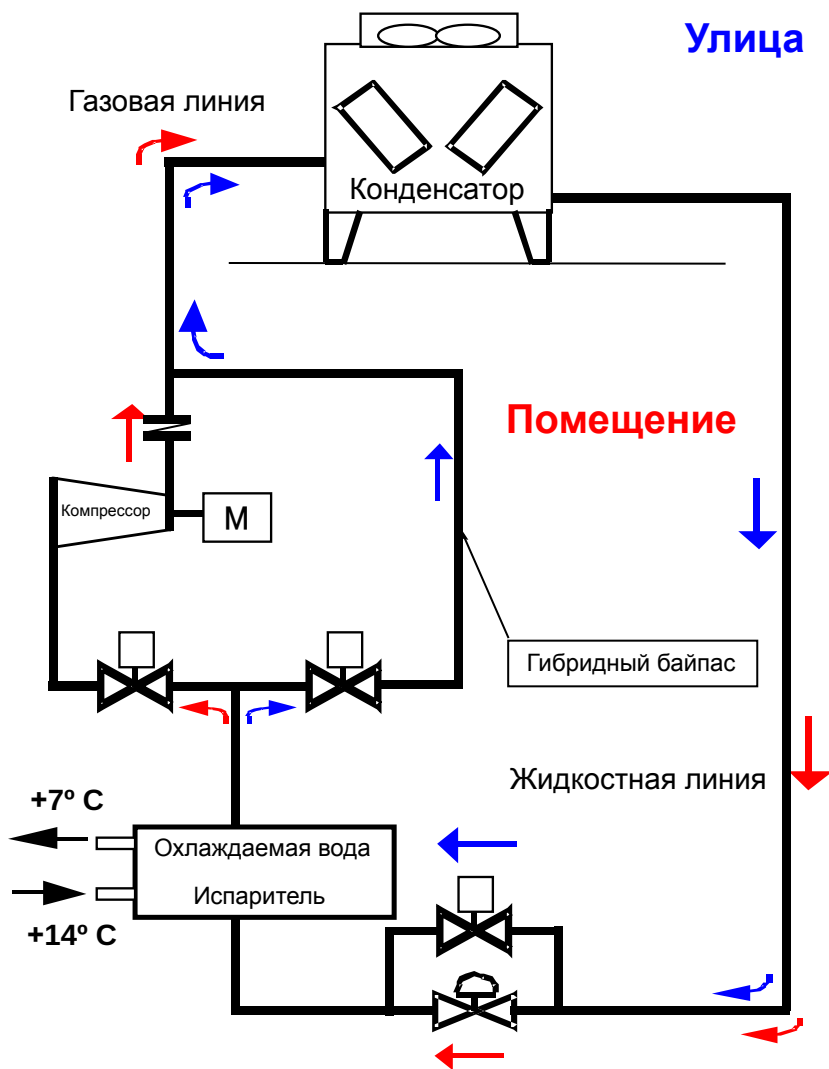 Улица
Газовая линия
Конденсатор
Помещение
Компрессор
М
Гибридный байпас
Жидкостная линия
+7º C
Охлаждаемая вода
Испаритель
+14º C